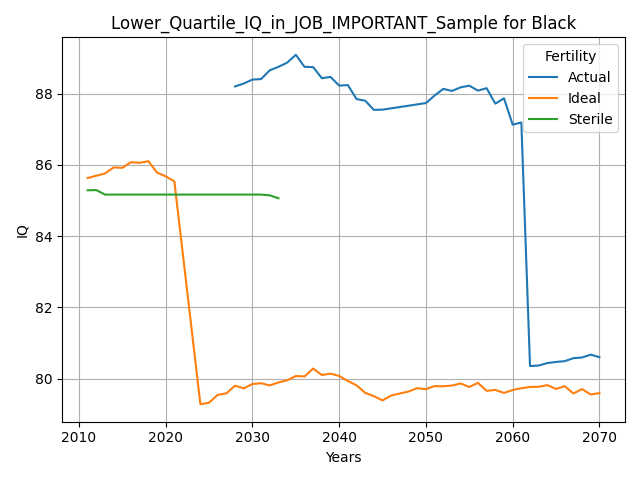 Lower_Quartile_IQ_in_JOB_IMPORTANT_Sample for Black
Fertility
Actual
Ideal
Sterile
IQ
88
86
84
82
80
2010 2020 2030 2040 2050 2060 2070
Years